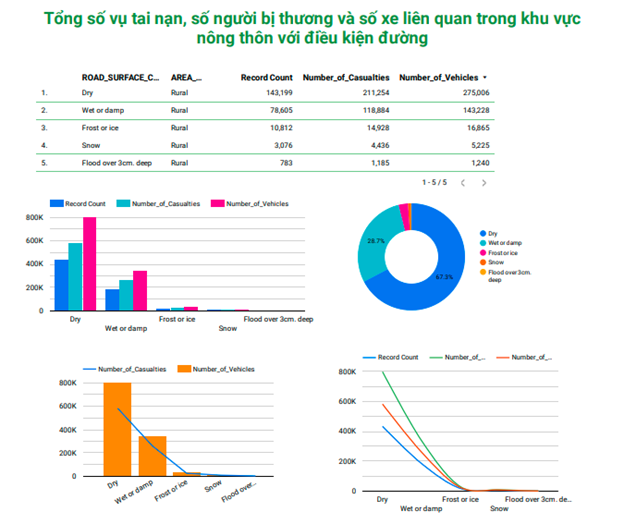 Tổng số vụ tai nạn, số người bị thương và số xe liên quan trong khu vực
nông thôn với điều kiện đường
ROAD_SURFACE_C... AREA_... Record Count Number_of_Casualties Number_of_Vehicles
1. Dry Rural 143,199 211,254 275,006
2. Wet or damp Rural 78,605 118,884 143,228
3. Frost or ice Rural 10,812 14,928 16,865
4. Snow Rural 3,076 4,436 5,225
5. Flood over 3cm. deep Rural 783 1,185 1,240
1 - 5 / 5
Record Count Number_of_Casualties Number_of_Vehicles
800K
600K
400K
200K
0
Dry
Wet or damp
Frost or ice
Snow
Flood over 3cm. deep
28.7%
67.3%
Dry
Wet or damp
Frost or ice
Snow
Flood over 3cm.
deep
Number_of_Casualties Number_of_Vehicles
800K
600K
400K
200K
0
Dry
Wet or damp
Frost or ice
Snow
Flood over...
Record Count Number_of_... Number_of_...
800K
600K
400K
200K
0
Dry
Wet or damp
Frost or ice
Snow
Flood over 3cm. de...